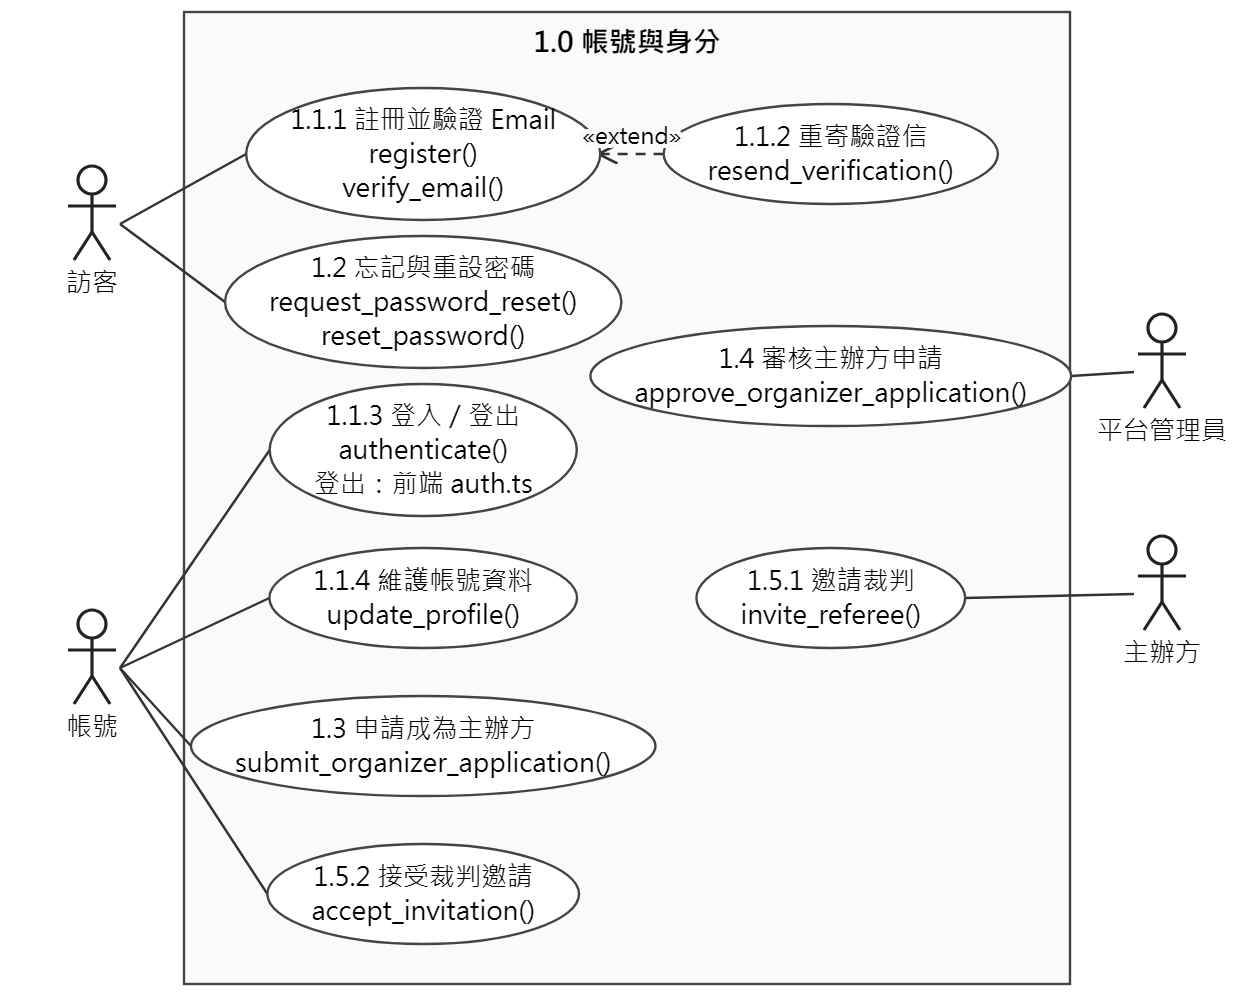 1.0 帳號與身分
1.1.1 註冊並驗證 Email
register()
verify_email()
«extend»
1.1.2 重寄驗證信
resend_verification()
訪客
1.2 忘記與重設密碼
request_password_reset()
reset_password()
1.4 審核主辦方申請
approve_organizer_application()
平台管理員
1.1.3 登入 / 登出
authenticate()
登出：前端 auth.ts
1.1.4 維護帳號資料
update_profile()
1.5.1 邀請裁判
invite_referee()
主辦方
帳號
1.3 申請成為主辦方
submit_organizer_application()
1.5.2 接受裁判邀請
accept_invitation()